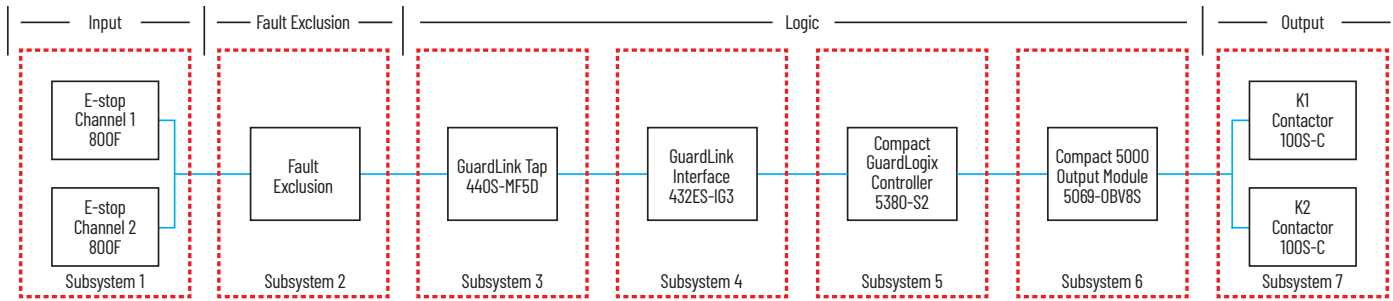 Input
Fault Exclusion
Logic
Output
E-stop
Channel 1
800F
E-stop
Channel 2
800F
Subsystem 1
Fault
Exclusion
Subsystem 2
GuardLink Tap
440S-MF5D
Subsystem 3
GuardLink
Interface
432ES-IG3
Subsystem 4
Compact
GuardLogix
Controller
5380-S2
Subsystem 5
Compact 5000
Output Module
5069-OBV8S
Subsystem 6
K1
Contactor
100S-C
K2
Contactor
100S-C
Subsystem 7